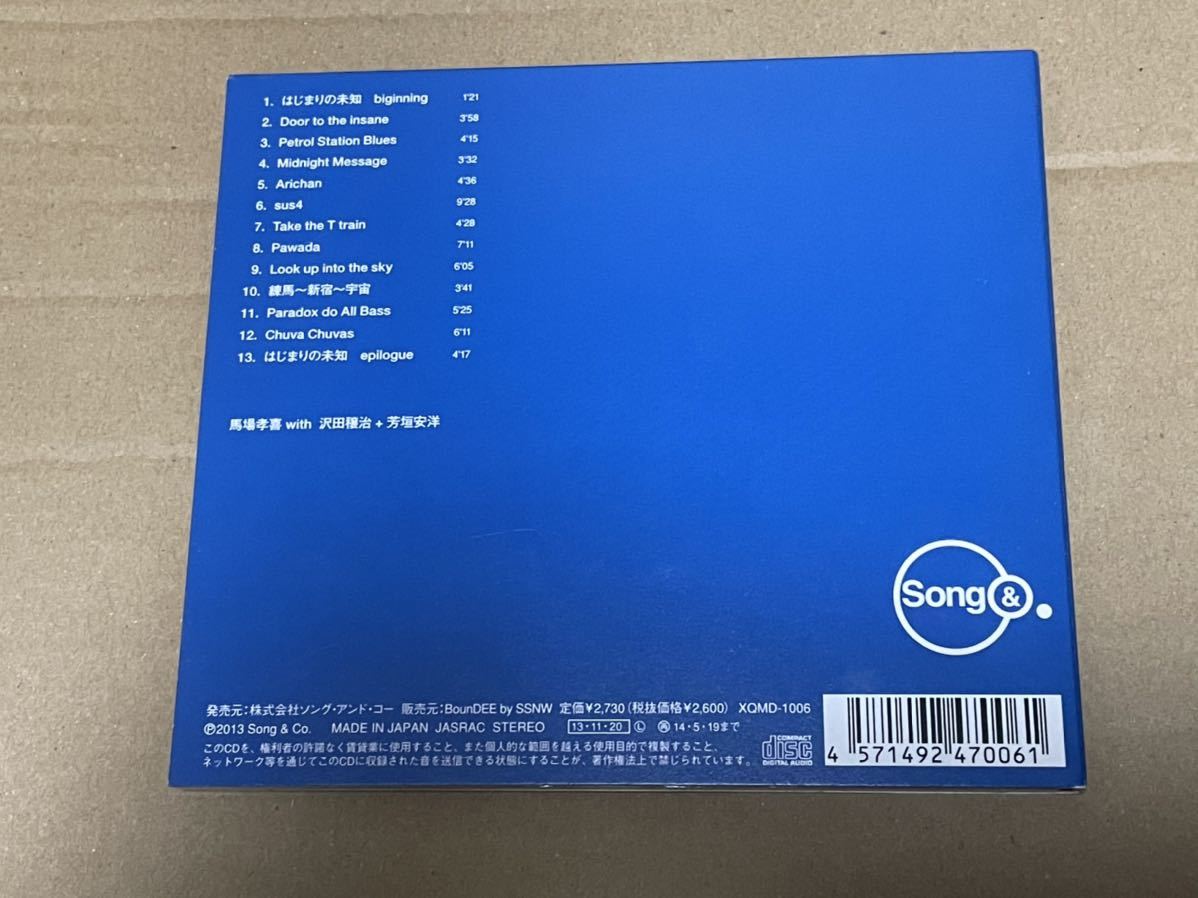 1. はじまりの未知 biginning 1'21
2. Door to the insane 3'58
3. Petrol Station Blues 4'15
4. Midnight Message 3'32
5. Arichan 4'36
6. sus4 9'28
7. Take the T train 4'28
8. Pawada 7'11
9. Look up into the sky 6'05
10. 練馬〜新宿〜宇宙 3'41
11. Paradox do All Bass 5'25
12. Chuva Chuvas 6'11
13. はじまりの未知 epilogue 4'17
馬場孝喜 with 沢田穣治 + 芳垣安洋
Song &.
発売元:株式会社ソング・アンド・コー 販売元:BounDEE by SSNW 定価¥2,730(税抜価格¥2,600) XQMD-1006
℗2013 Song & Co. MADE IN JAPAN JASRAC STEREO 13・11・20 Ⓛ ㊢ 14・5・19まで
このCDを、権利者の許諾なく賃貸業に使用すること、また個人的な範囲を越える使用目的で複製すること、
ネットワーク等を通じてこのCDに収録された音を送信できる状態にすることが、著作権法上で禁じられています。
COMPACT
disc
DIGITAL AUDIO
4 571492 470061